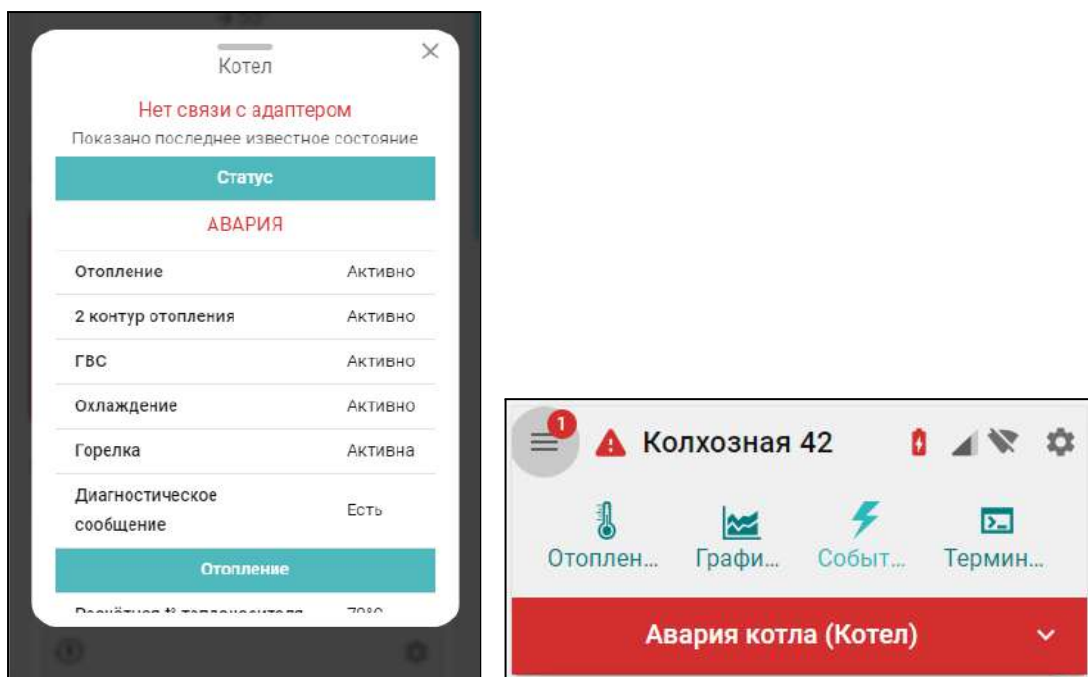 Котел
Нет связи с адаптером
Показано последнее известное состояние
Статус
АВАРИЯ
Отопление Активно
2 контур отопления Активно
ГВС Активно
Охлаждение Активно
Горелка Активна
Диагностическое
сообщение Есть
Отопление
1
Колхозная 42
Отоплен... Графи... Событ... Термин...
Авария котла (Котел)